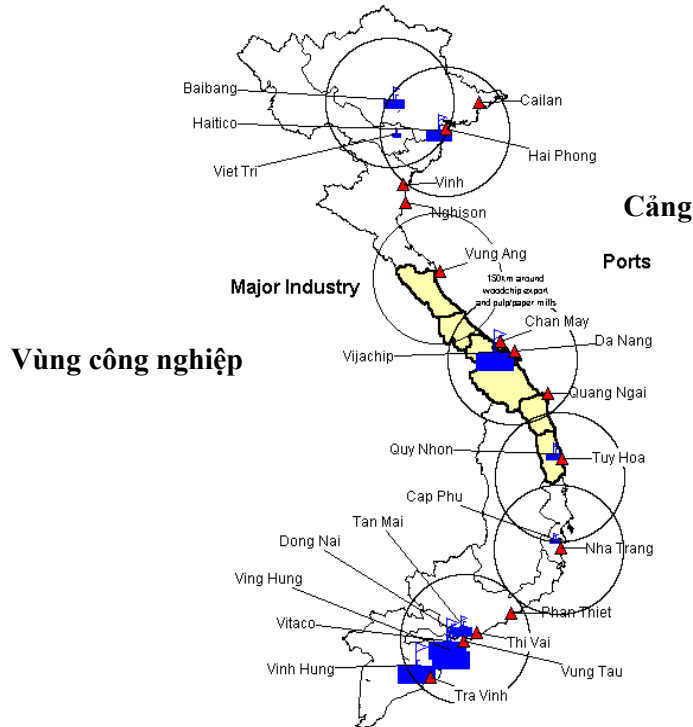 Baibang
Cailan
Haitico
Hai Phong
Viet Tri
Vinh
Nghison
Cảng
Vung Ang
Ports
Major Industry
150km around
woodchip export
and pulp/paper mills
Chan May
Da Nang
Vùng công nghiệp
Vijachip
Quang Ngai
Quy Nhon
Tuy Hoa
Cap Phu
Tan Mai
Dong Nai
Nha Trang
Ving Hung
Phan Thiet
Vitaco
Thi Vai
Vung Tau
Vinh Hung
Tra Vinh